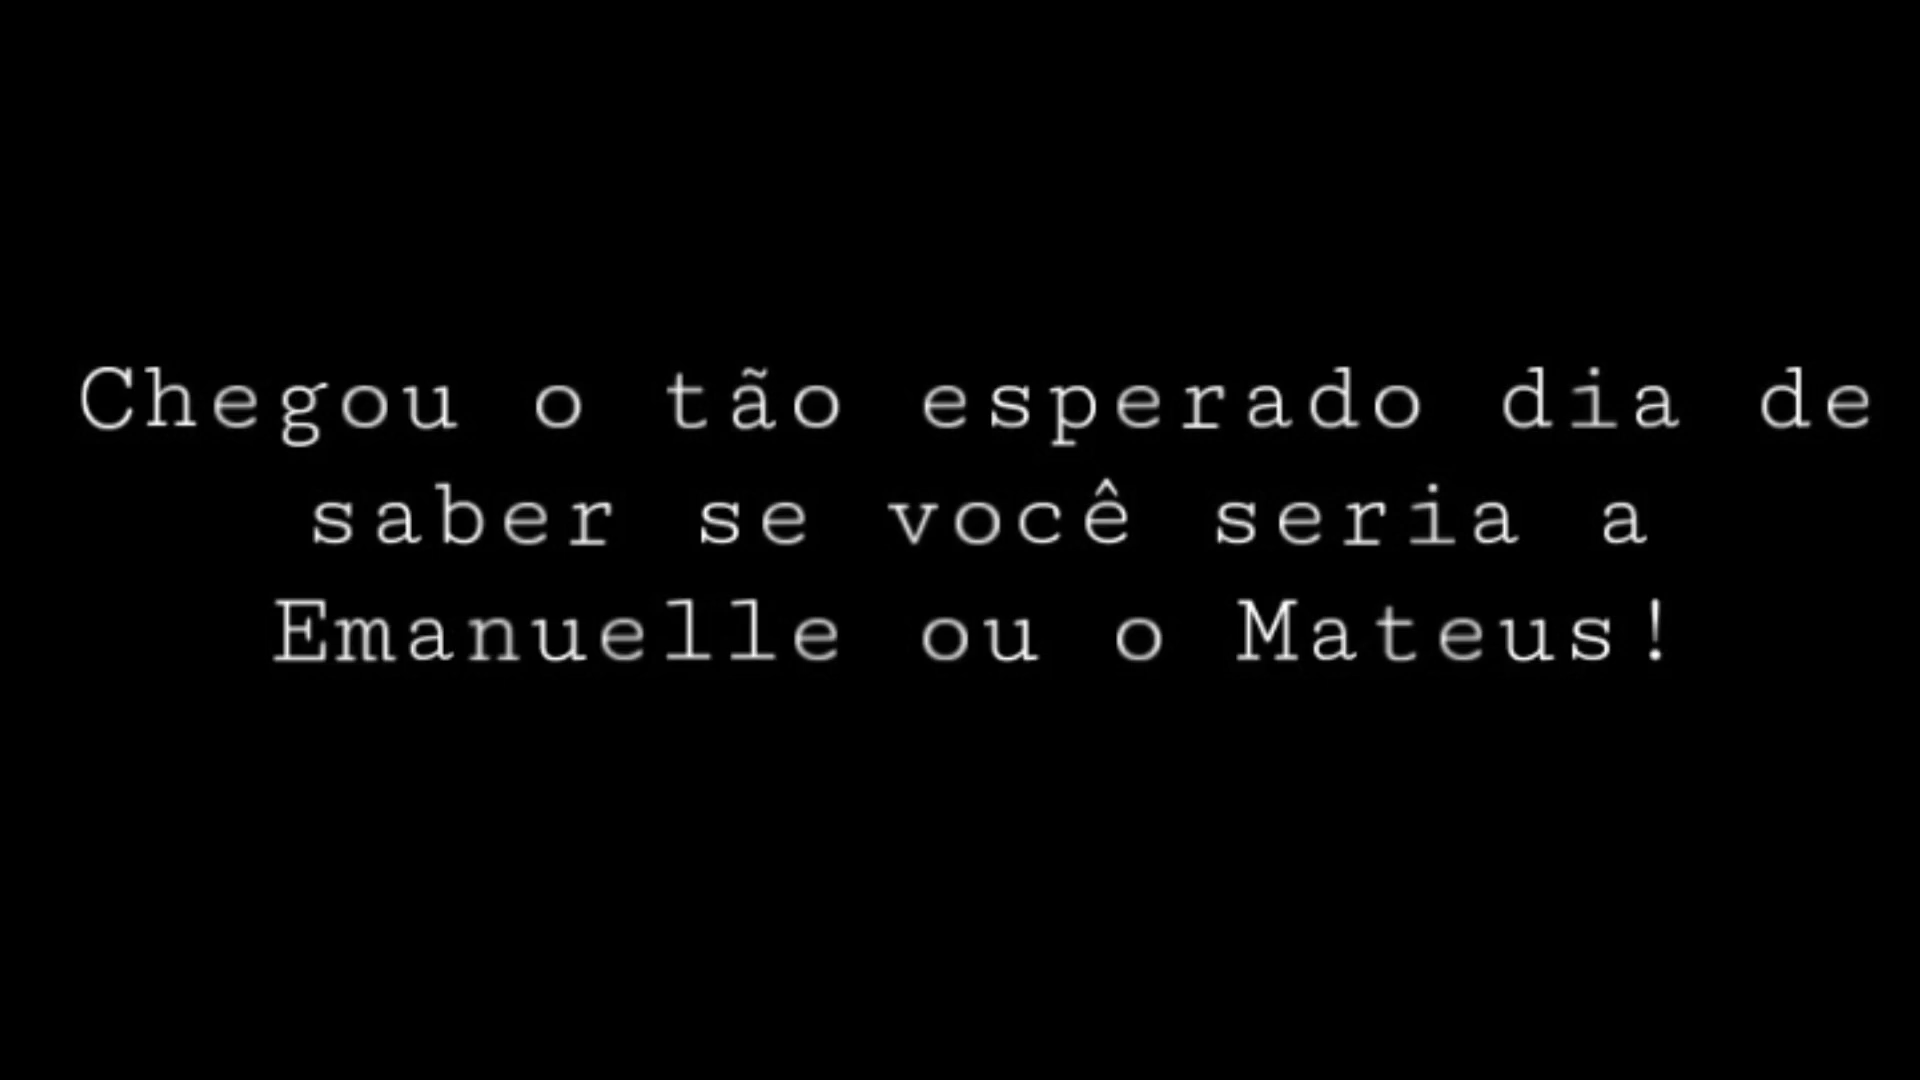 Chegou o tão esperado dia de
saber se você seria a
Emanuelle ou o Mateus!